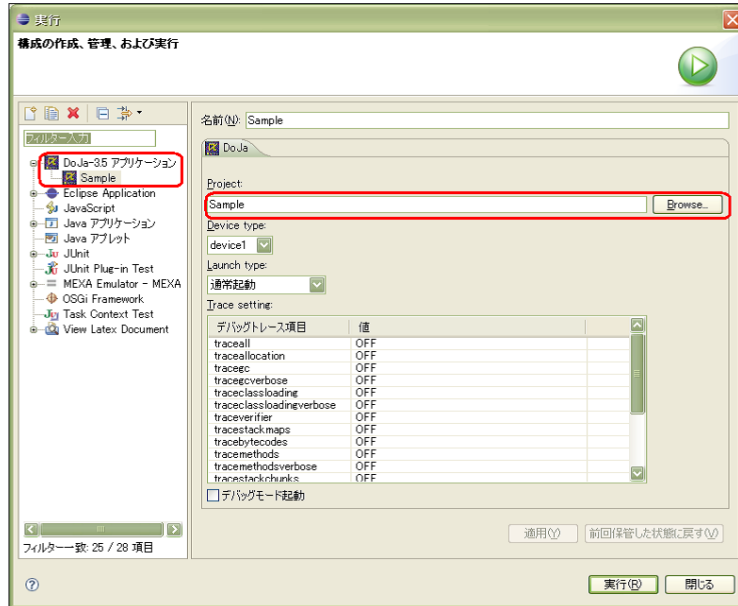 実行
構成の作成、管理、および実行
名前(N): Sample
フィルター入力
DoJa
DoJa-3.5 アプリケーション
Sample
Eclipse Application
JavaScript
Java アプリケーション
Java アプレット
JUnit
JUnit Plug-in Test
MEXA Emulator - MEXA
OSGi Framework
Task Context Test
View Latex Document
Project:
Sample
Browse...
Device type:
device1
Launch type:
通常起動
Trace setting:
デバッグトレース項目 値
traceall OFF
traceallocation OFF
tracegc OFF
tracegcverbose OFF
traceclassloading OFF
traceclassloadingverbose OFF
traceverifier OFF
tracestackmaps OFF
tracebytecodes OFF
tracemethods OFF
tracemethodsverbose OFF
tracestackchunks OFF
デバッグモード起動
フィルター一致: 25 / 28 項目
適用(Y) 前回保管した状態に戻す(V)
実行(R) 閉じる